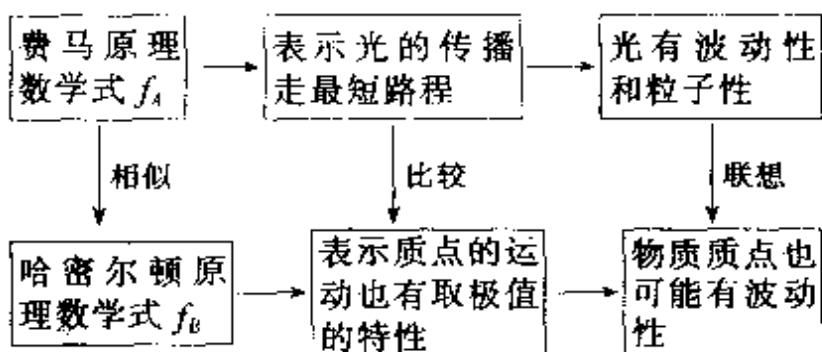 费马原理
数学式 f_A
表示光的传播
走最短路程
光有波动性
和粒子性
相似
比较
联想
哈密尔顿原
理数学式 f_B
表示质点的运
动也有取极值
的特性
物质质点也
可能有波动
性